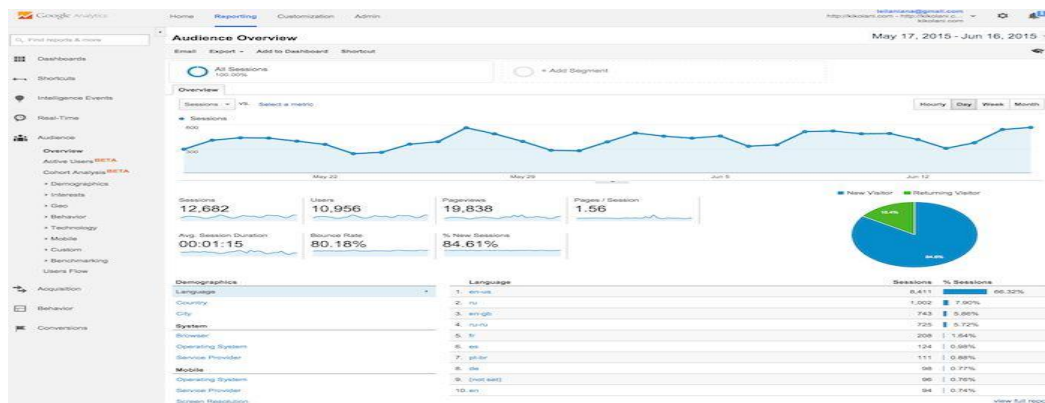 Google Analytics
Home Reporting Customization Admin
Find reports & more
Dashboards
Shortcuts
Intelligence Events
Real-Time
Audience
Overview
Active Users BETA
Cohort Analysis BETA
Demographics
Interests
Geo
Behavior
Technology
Mobile
Custom
Benchmarking
Users Flow
Acquisition
Behavior
Conversions
Audience Overview
May 17, 2015 - Jun 16, 2015
Email Export Add to Dashboard Shortcut
All Sessions
100.00%
+ Add Segment
Overview
Sessions VS. Select a metric
Hourly Day Week Month
Sessions
600
300
May 22 May 29 Jun 5 Jun 12
New Visitor Returning Visitor
Sessions
12,682
Users
10,956
Pageviews
19,838
Pages / Session
1.56
Avg. Session Duration
00:01:15
Bounce Rate
80.18%
% New Sessions
84.61%
Demographics
Language
Country
City
System
Browser
Operating System
Service Provider
Mobile
Operating System
Service Provider
Screen Resolution
Language Sessions % Sessions
1. en-us 8,411 66.32%
2. ru 1,002 7.90%
3. en-gb 743 5.86%
4. ru-ru 725 5.72%
5. fr 208 1.64%
6. es 124 0.98%
7. pt-br 111 0.88%
8. de 98 0.77%
9. (not set) 96 0.76%
10. en 94 0.74%
view full repo